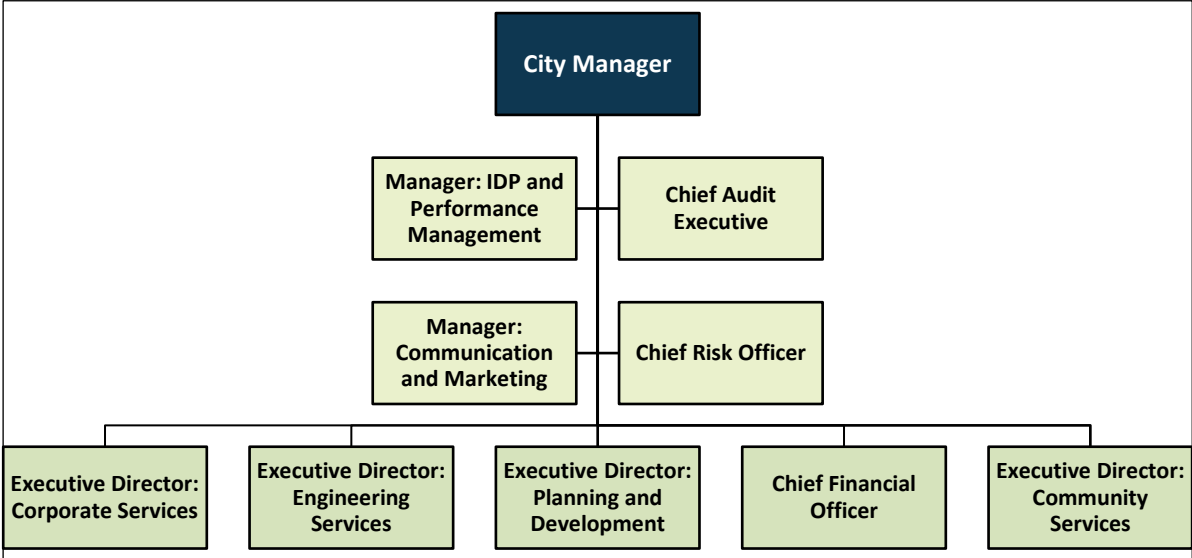 City Manager
Manager: IDP and
Performance
Management
Chief Audit
Executive
Manager:
Communication
and Marketing
Chief Risk Officer
Executive Director:
Corporate Services
Executive Director:
Engineering
Services
Executive Director:
Planning and
Development
Chief Financial
Officer
Executive Director:
Community
Services